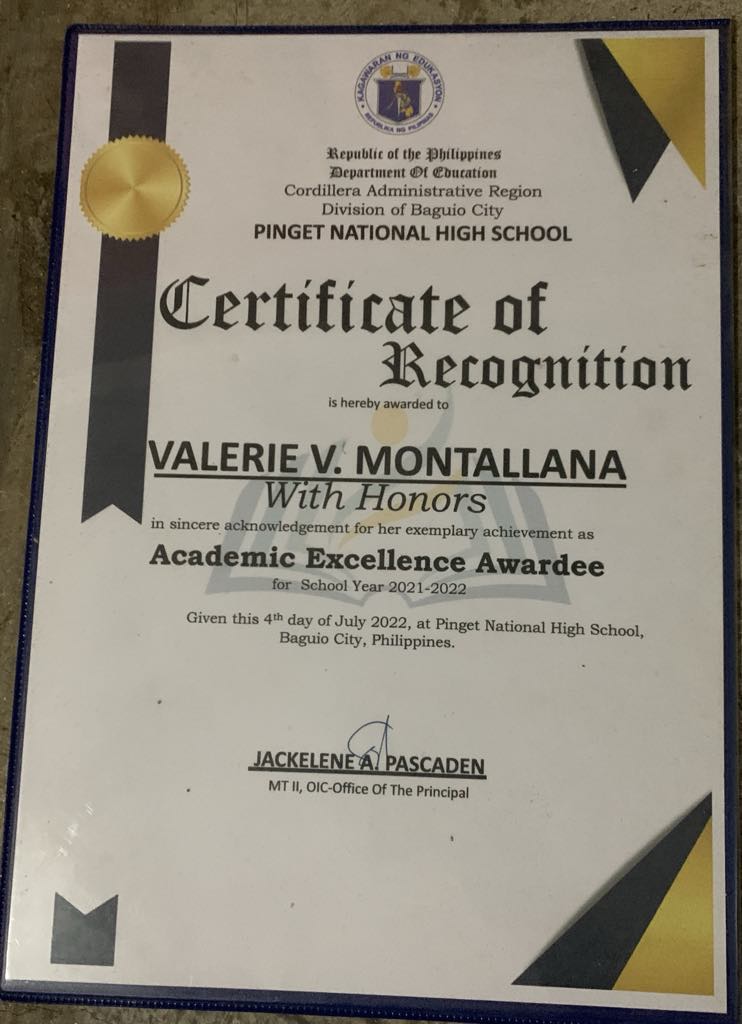 KAGAWARAN NG EDUKASYON
REPUBLIKA NG PILIPINAS
Republic of the Philippines
Department Of Education
Cordillera Administrative Region
Division of Baguio City
PINGET NATIONAL HIGH SCHOOL
Certificate of
Recognition
is hereby awarded to
VALERIE V. MONTALLANA
With Honors
in sincere acknowledgement for her exemplary achievement as
Academic Excellence Awardee
for School Year 2021-2022
Given this 4th day of July 2022, at Pinget National High School,
Baguio City, Philippines.
JACKELENE A. PASCADEN
MT II, OIC-Office Of The Principal